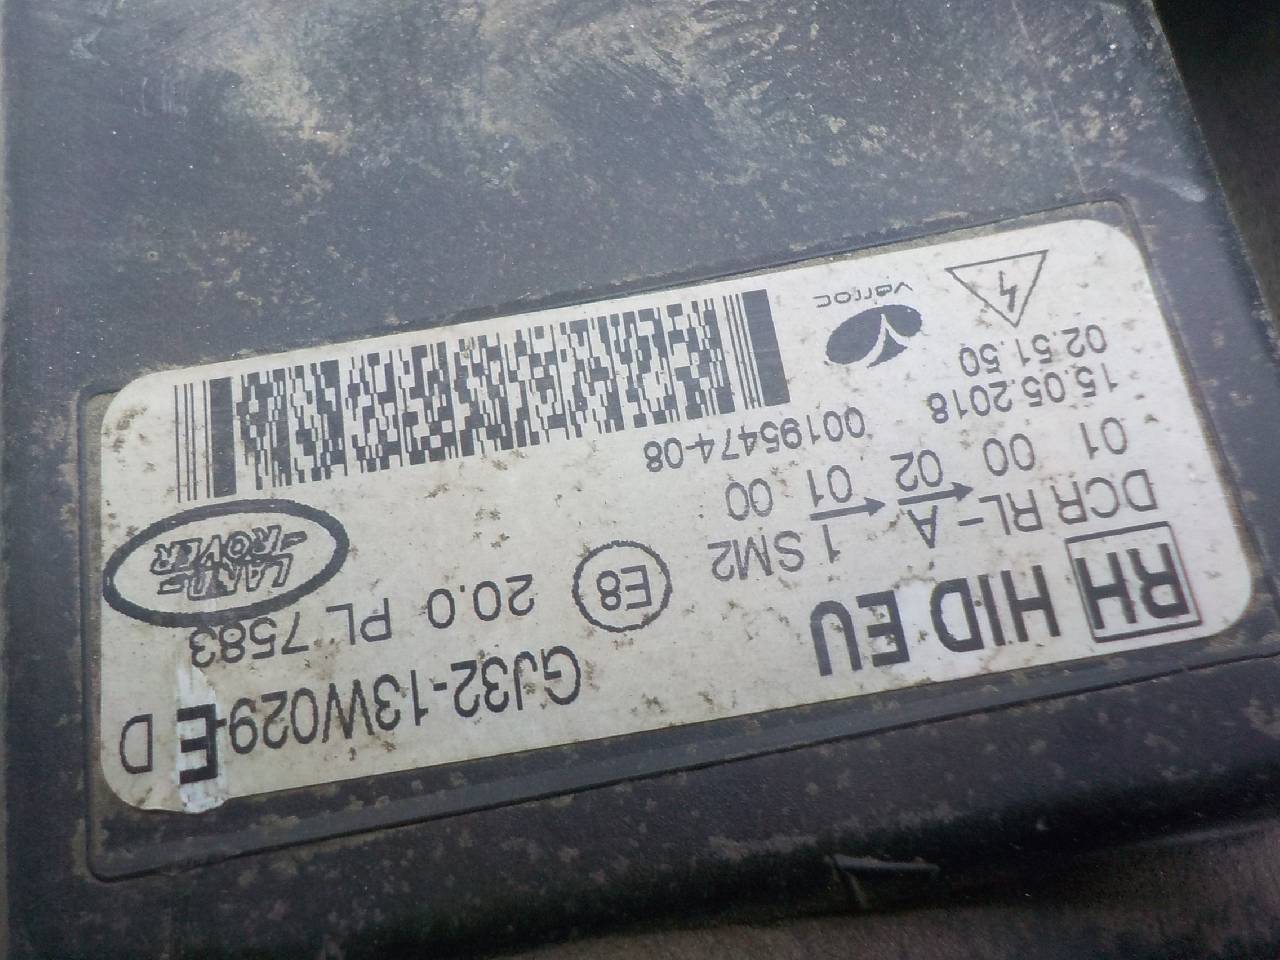 RH HID EU
GJ32-13W029-E D
DCR RL A 1 SM2
E8
20.0 PL 7583
01 00 02 01 00
LAND-
-ROVER
15.05.2018 00195474-08
02.51.50
varroc